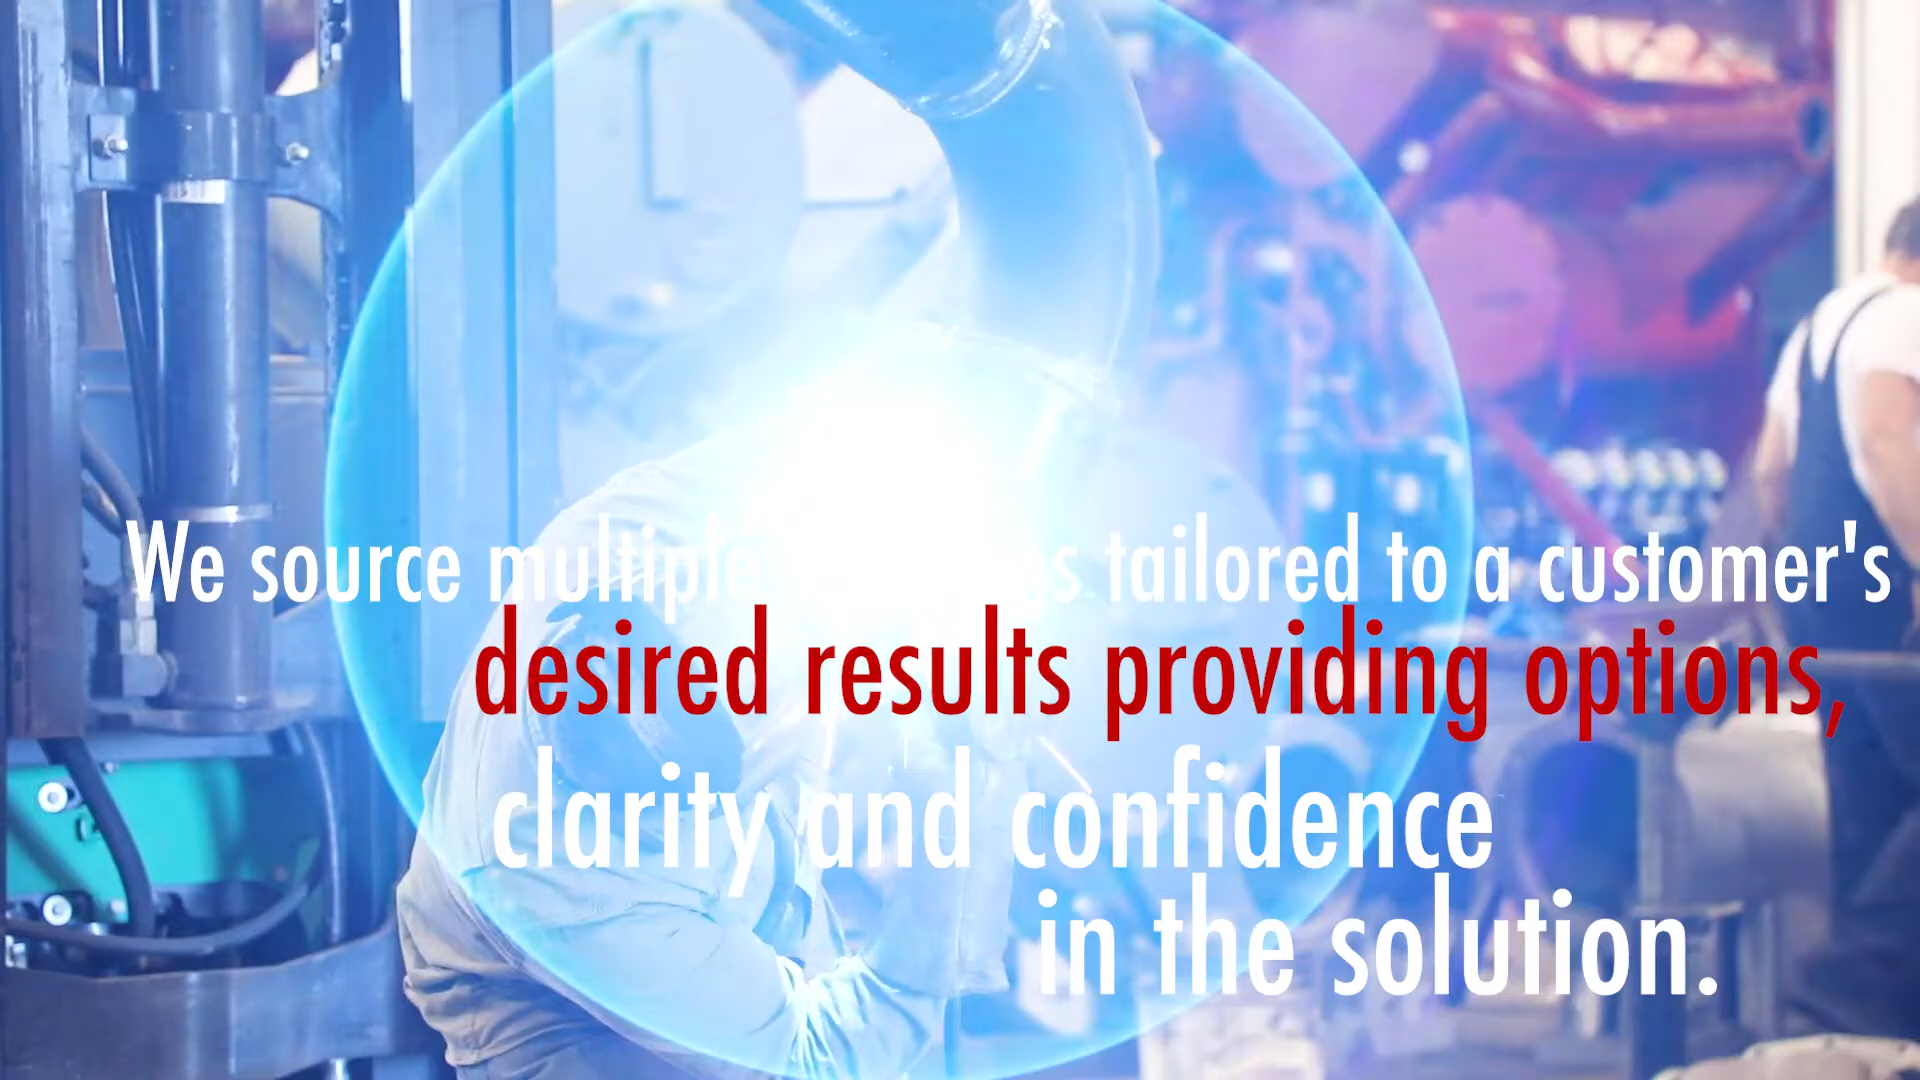 We source multiple tailored to a customer's
desired results providing options,
clarity and confidence
in the solution.